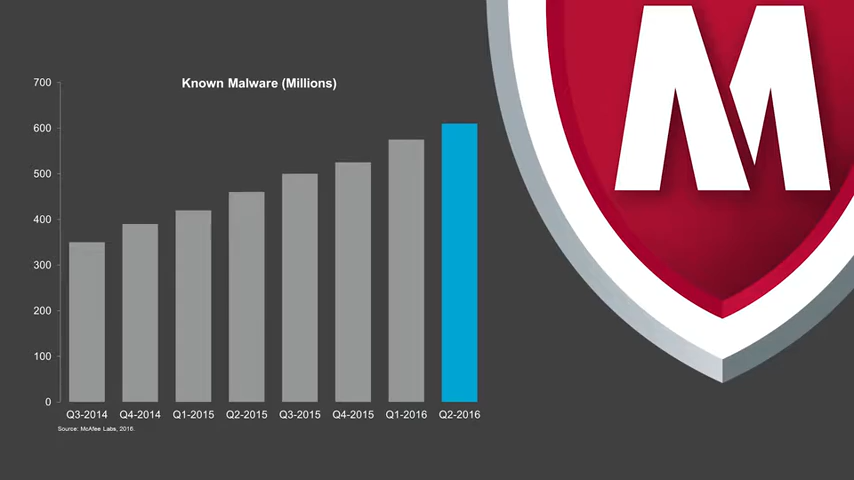 Known Malware (Millions)
700
600
500
400
300
200
100
0
Q3-2014 Q4-2014 Q1-2015 Q2-2015 Q3-2015 Q4-2015 Q1-2016 Q2-2016
Source: McAfee Labs, 2016.
M